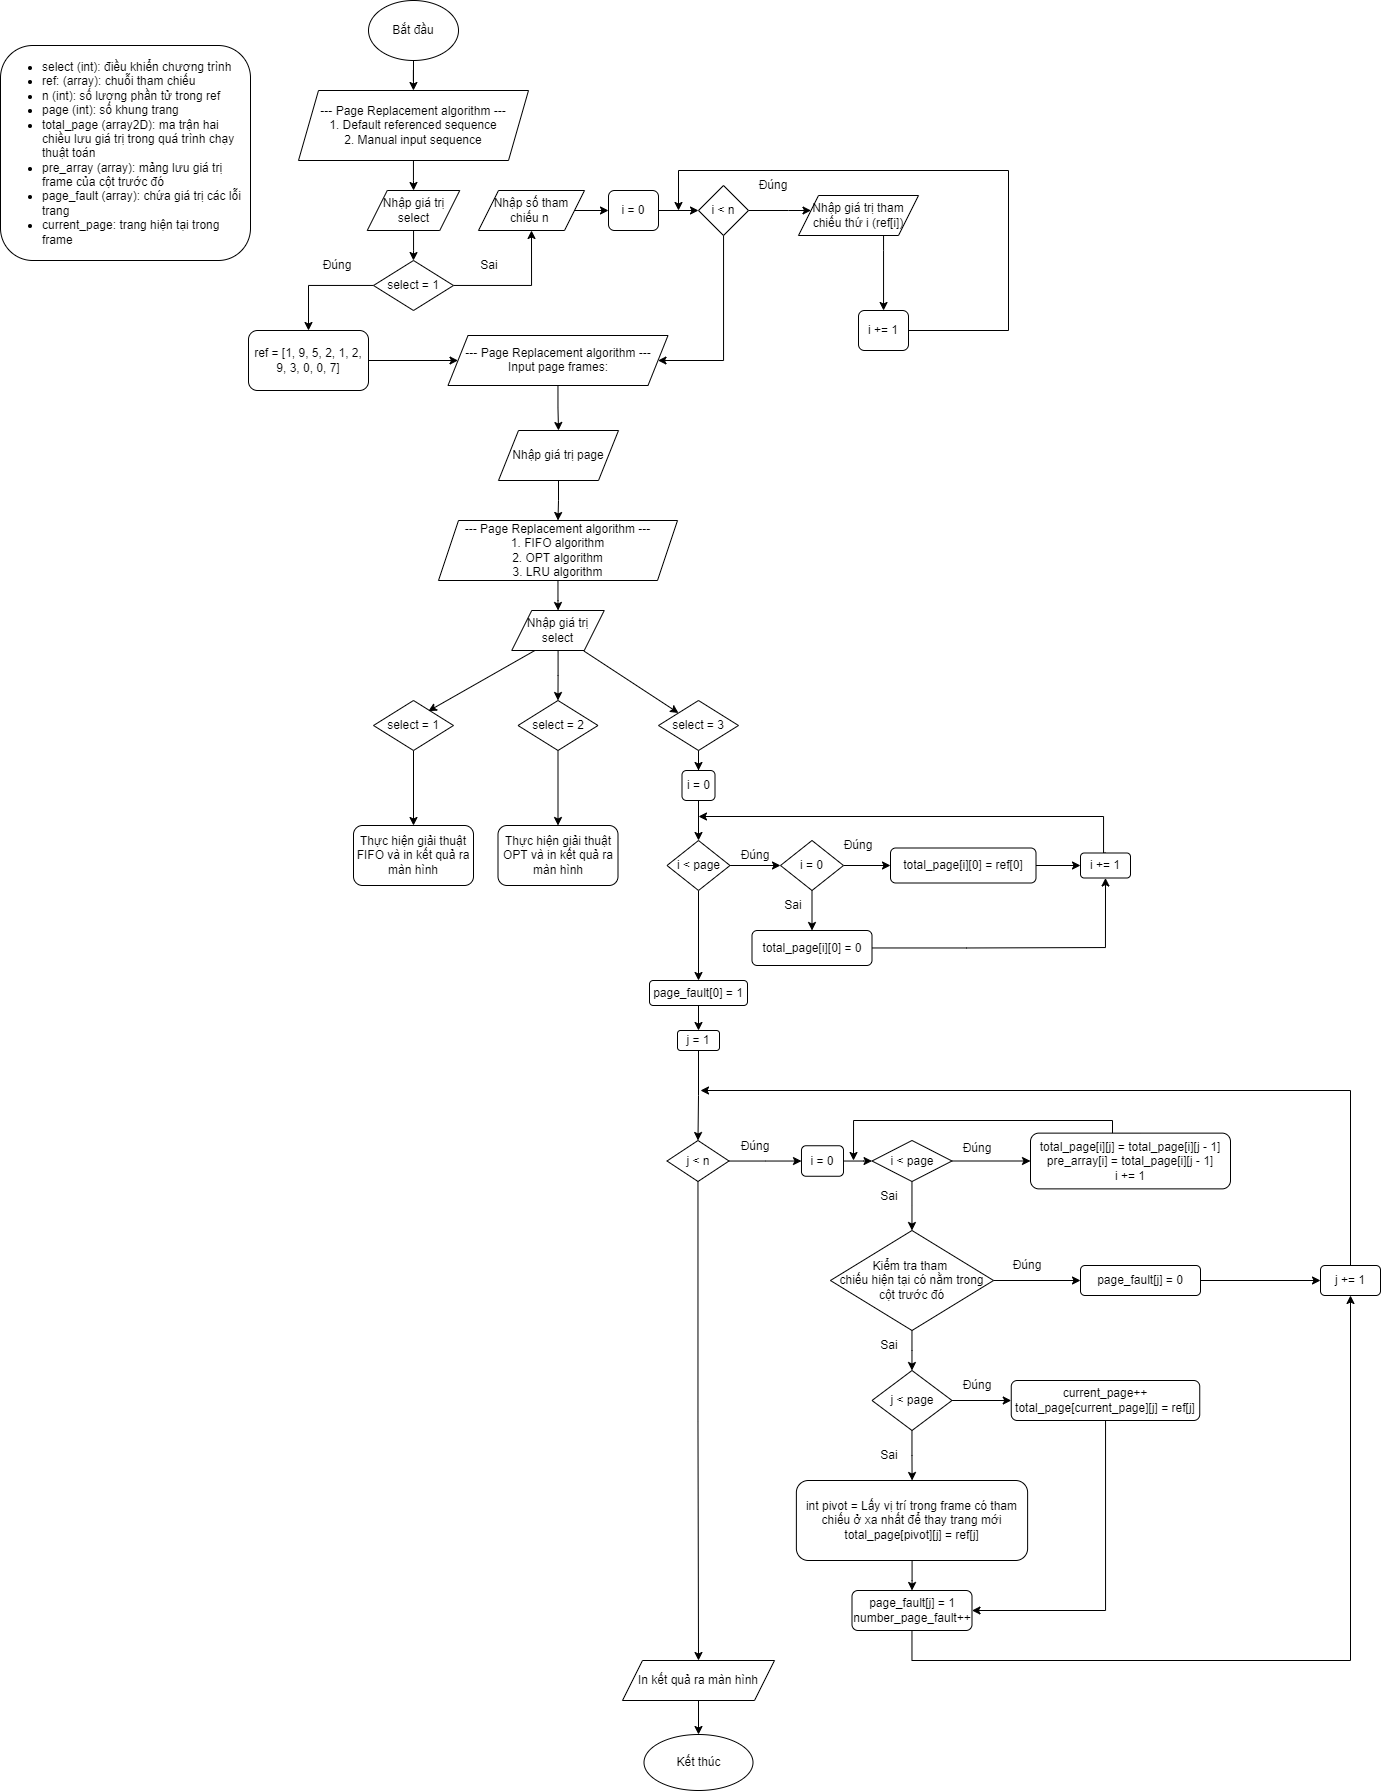 Bắt đầu
select (int): điều khiển chương trình
ref: (array): chuỗi tham chiếu
n (int): số lượng phần tử trong ref
page (int): số khung trang
total_page (array2D): ma trận hai
chiều lưu giá trị trong quá trình chạy
thuật toán
pre_array (array): mảng lưu giá trị
frame của cột trước đó
page_fault (array): chứa giá trị các lỗi
trang
current_page: trang hiện tại trong
frame
--- Page Replacement algorithm ---
1. Default referenced sequence
2. Manual input sequence
Nhập giá trị
select
Nhập số tham
chiếu n
i = 0
i < n
Đúng
Nhập giá trị tham
chiếu thứ i (ref[i])
i += 1
Đúng
select = 1
Sai
ref = [1, 9, 5, 2, 1, 2,
9, 3, 0, 0, 7]
--- Page Replacement algorithm ---
Input page frames:
Nhập giá trị page
--- Page Replacement algorithm ---
1. FIFO algorithm
2. OPT algorithm
3. LRU algorithm
Nhập giá trị
select
select = 1
select = 2
select = 3
Thực hiện giải thuật
FIFO và in kết quả ra
màn hình
Thực hiện giải thuật
OPT và in kết quả ra
màn hình
i = 0
i < page
Đúng
i = 0
Đúng
total_page[i][0] = ref[0]
i += 1
Sai
total_page[i][0] = 0
page_fault[0] = 1
j = 1
j < n
Đúng
i = 0
i < page
Đúng
total_page[i][j] = total_page[i][j - 1]
pre_array[i] = total_page[i][j - 1]
i += 1
Sai
Kiểm tra tham
chiếu hiện tại có nằm trong
cột trước đó
Đúng
page_fault[j] = 0
j += 1
Sai
j < page
Đúng
current_page++
total_page[current_page][j] = ref[j]
Sai
int pivot = Lấy vị trí trong frame có tham
chiếu ở xa nhất để thay trang mới
total_page[pivot][j] = ref[j]
page_fault[j] = 1
number_page_fault++
In kết quả ra màn hình
Kết thúc